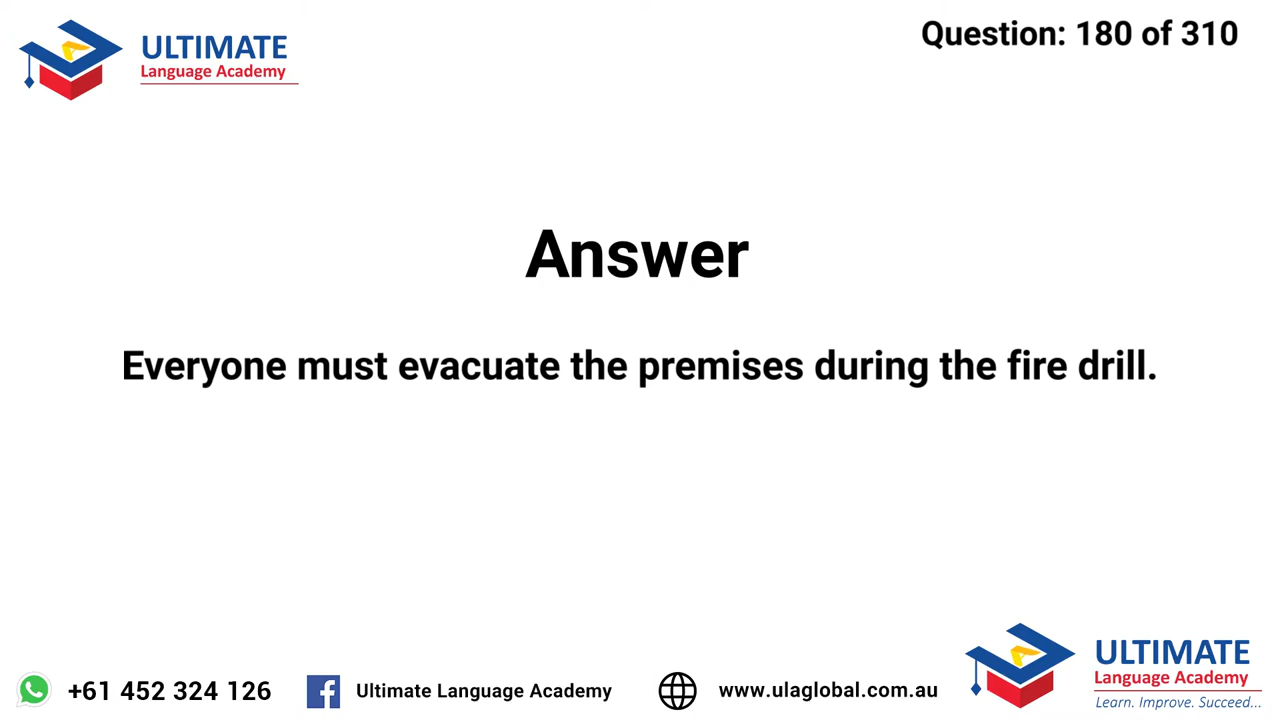 ULTIMATE
Language Academy
Question: 180 of 310
Answer
Everyone must evacuate the premises during the fire drill.
+61 452 324 126
Ultimate Language Academy
www.ulaglobal.com.au
ULTIMATE
Language Academy
Learn. Improve. Succeed...